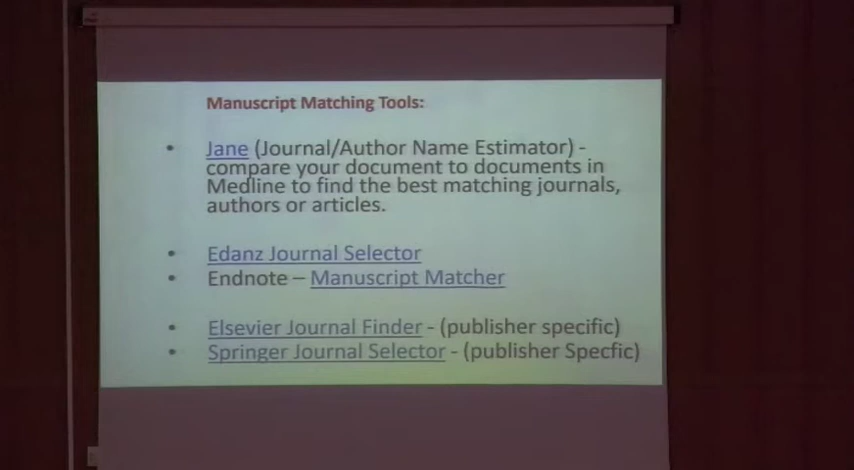 Manuscript Matching Tools:
• Jane (Journal/Author Name Estimator) -
compare your document to documents in
Medline to find the best matching journals,
authors or articles.
• Edanz Journal Selector
• Endnote – Manuscript Matcher
• Elsevier Journal Finder - (publisher specific)
• Springer Journal Selector - (publisher Specfic)